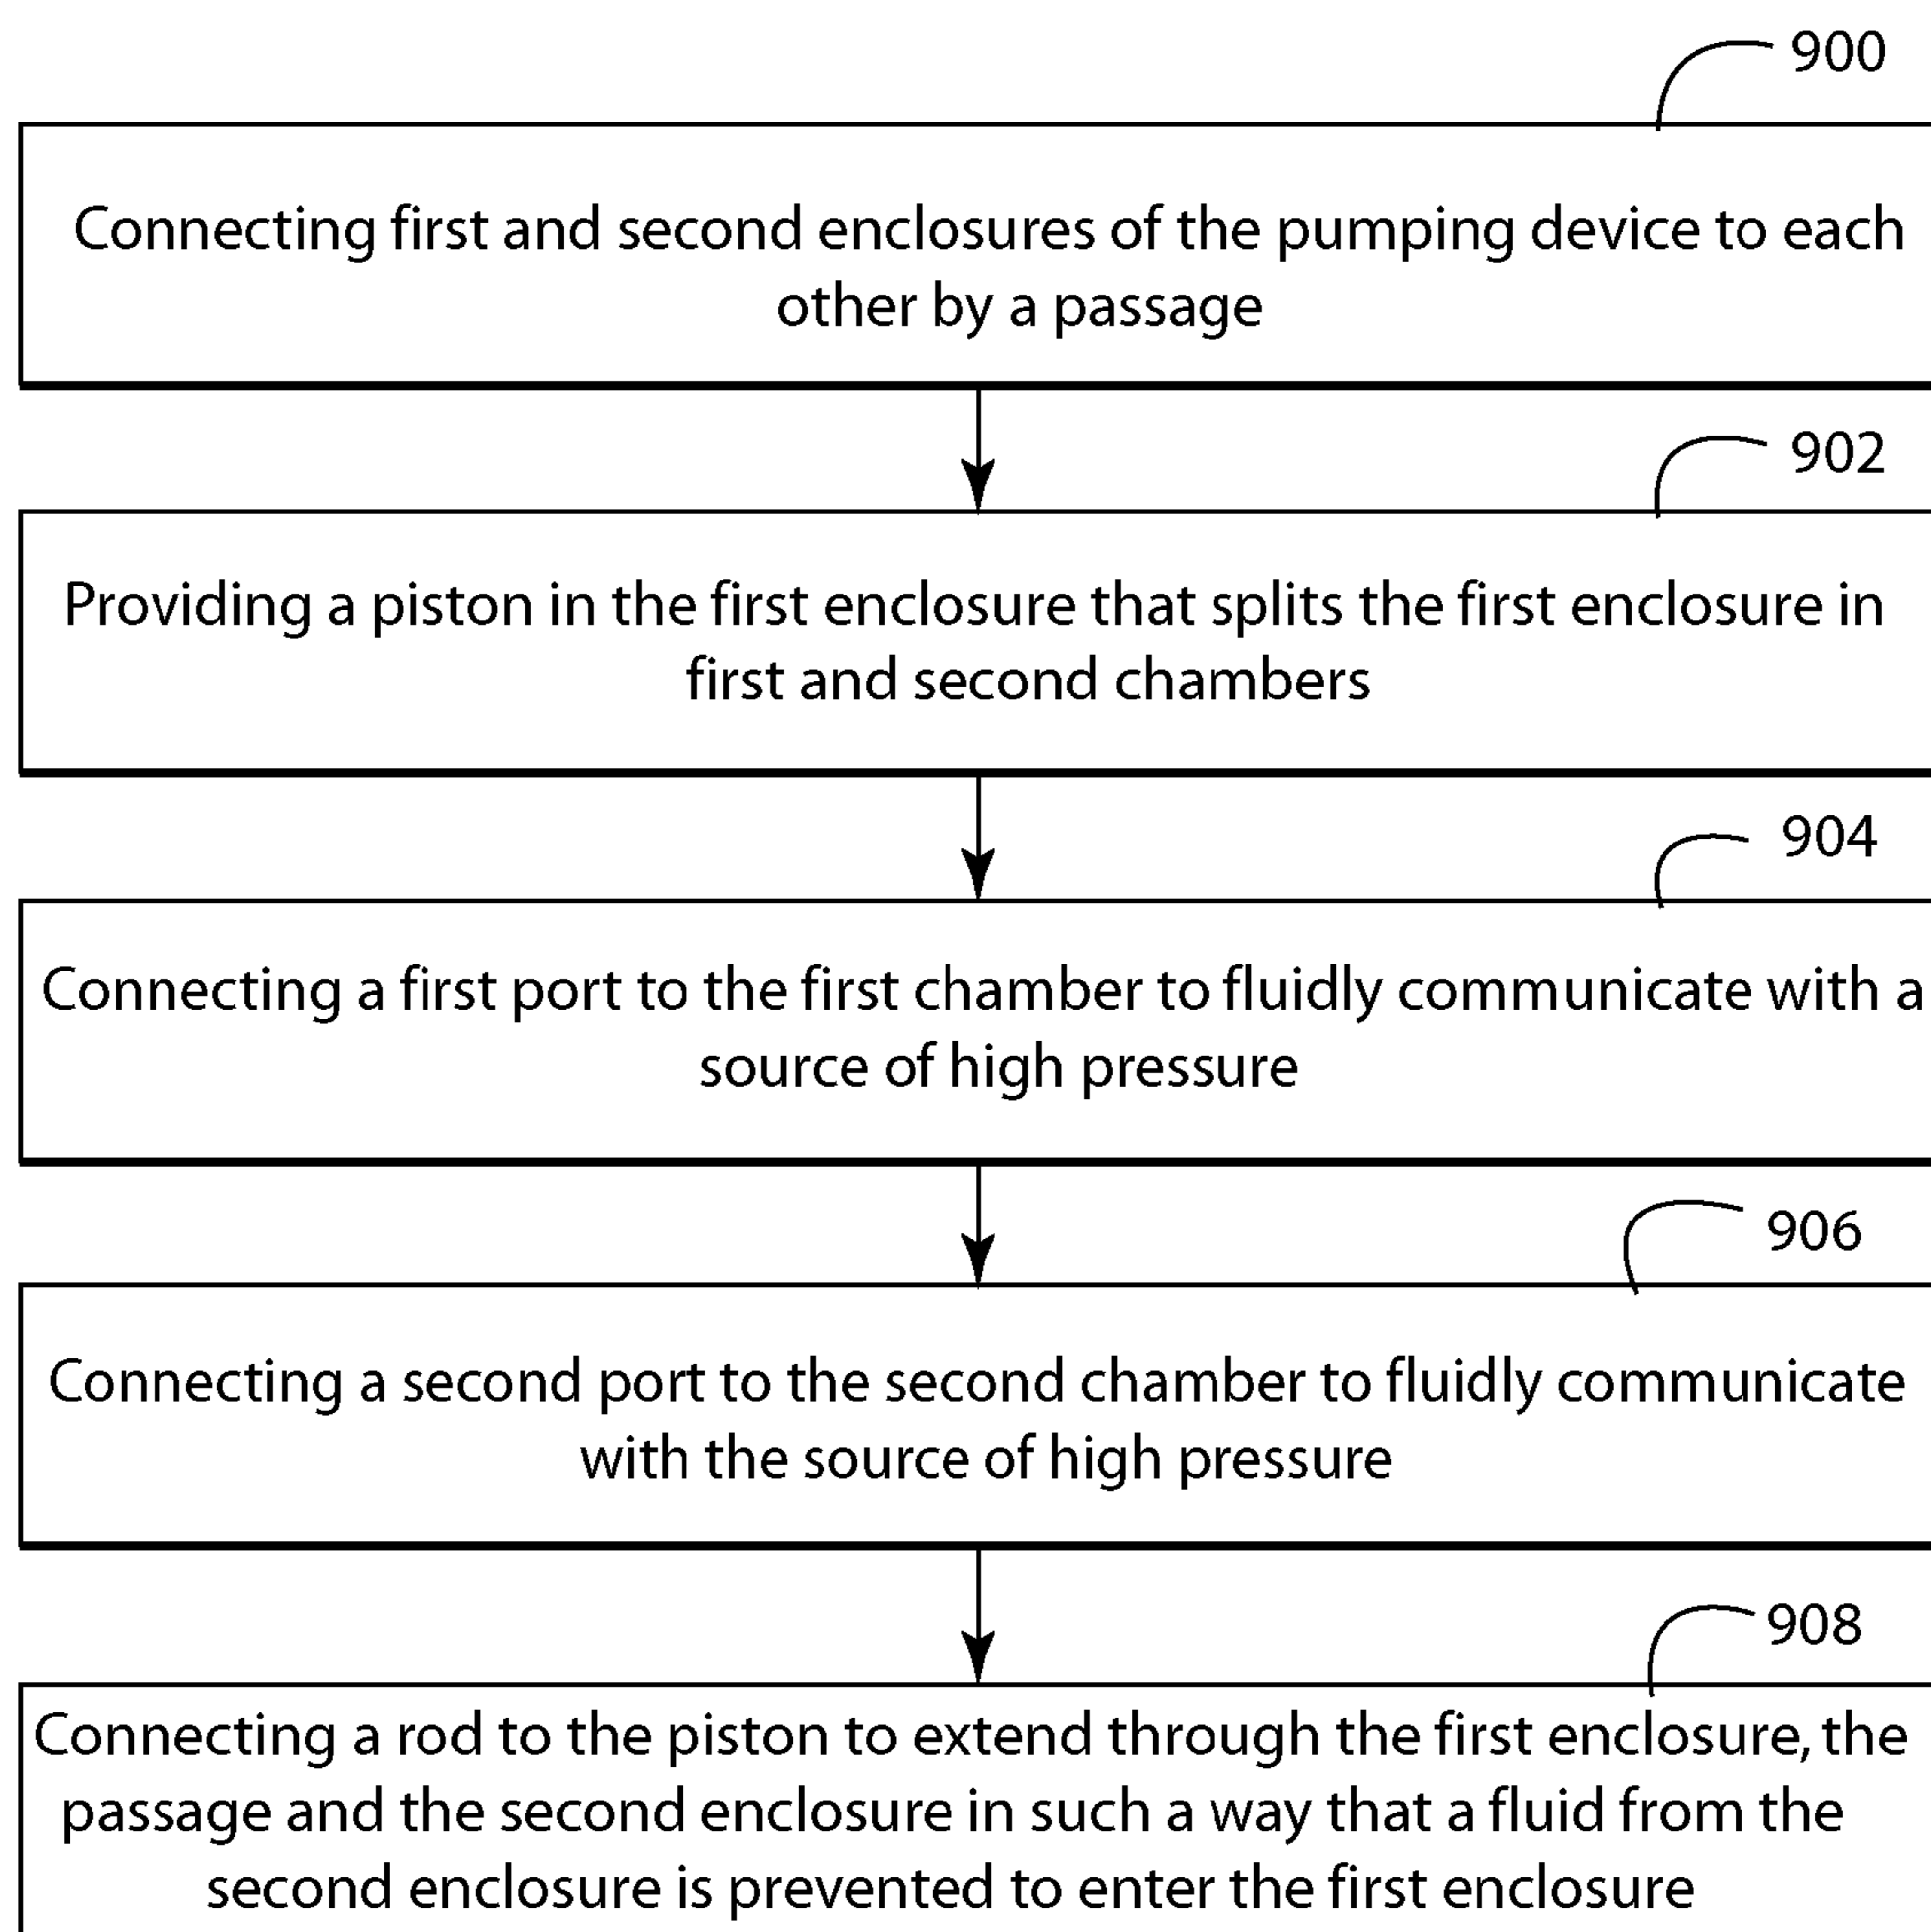 900
Connecting first and second enclosures of the pumping device to each
other by a passage
902
Providing a piston in the first enclosure that splits the first enclosure in
first and second chambers
904
Connecting a first port to the first chamber to fluidly communicate with a
source of high pressure
906
Connecting a second port to the second chamber to fluidly communicate
with the source of high pressure
908
Connecting a rod to the piston to extend through the first enclosure, the
passage and the second enclosure in such a way that a fluid from the
second enclosure is prevented to enter the first enclosure